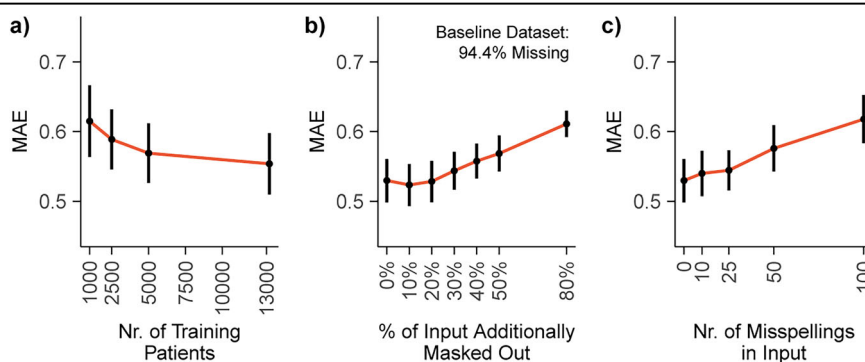 a)
0.7
0.6
0.5
MAE
1000
2500
5000
7500
10000
13000
Nr. of Training
Patients
b)
Baseline Dataset:
94.4% Missing
0.7
0.6
0.5
MAE
0%
10%
20%
30%
40%
50%
80%
% of Input Additionally
Masked Out
c)
0.7
0.6
0.5
MAE
0
10
25
50
100
Nr. of Misspellings
in Input